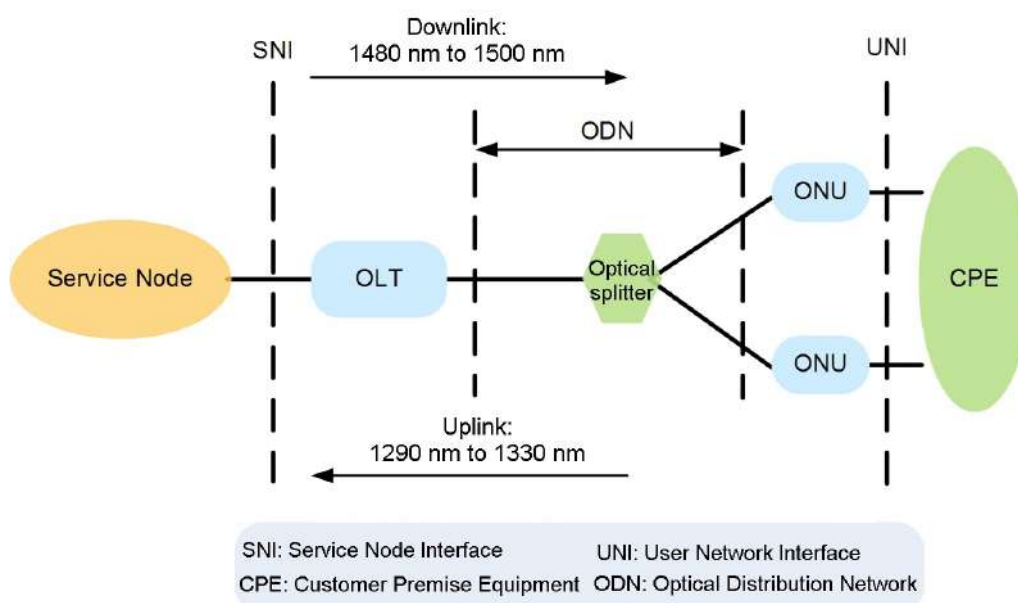 Downlink:
1480 nm to 1500 nm
SNI
UNI
ODN
ONU
Service Node
OLT
Optical
splitter
CPE
ONU
Uplink:
1290 nm to 1330 nm
SNI: Service Node Interface
UNI: User Network Interface
CPE: Customer Premise Equipment
ODN: Optical Distribution Network